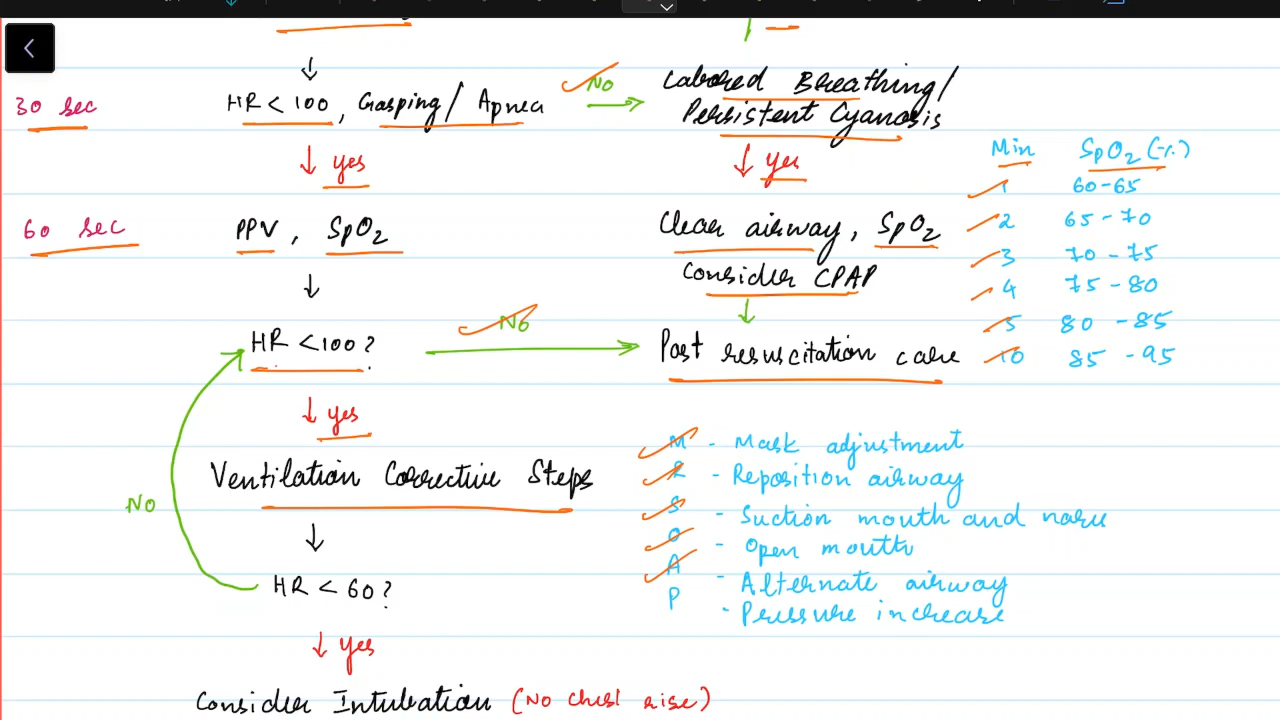 30 sec
HR < 100, Gasping/ Apnea
No
Labored Breathing/
Persistent Cyanosis
yes
yes
Min SpO2 (%)
1 60-65
2 65-70
3 70-75
4 75-80
5 80-85
10 85-95
60 sec
PPV, SpO2
Clear airway, SpO2
Consider CPAP
HR < 100?
No
Post resuscitation care
yes
Ventilation Corrective Steps
No
HR < 60?
yes
Consider Intubation (No chest rise)
M - Mask adjustment
R - Reposition airway
S - Suction mouth and nares
O - Open mouth
A - Alternate airway
P - Pressure increase